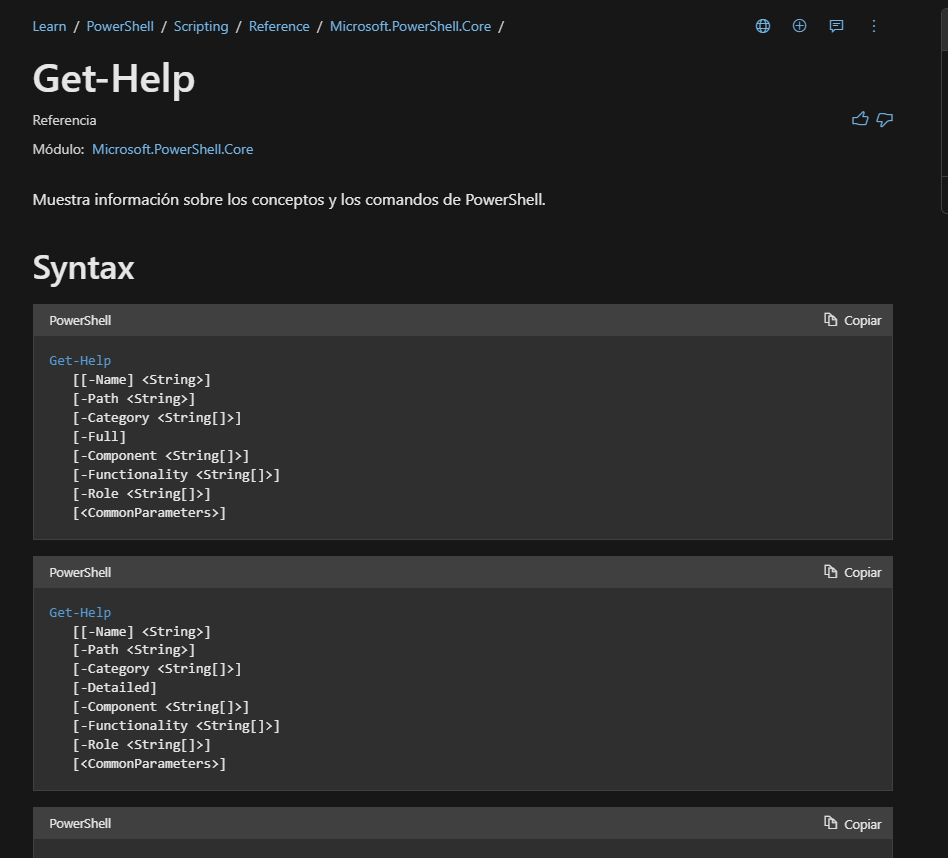 Learn / PowerShell / Scripting / Reference / Microsoft.PowerShell.Core /
Get-Help
Referencia
Módulo: Microsoft.PowerShell.Core
Muestra información sobre los conceptos y los comandos de PowerShell.
Syntax
PowerShell Copiar
Get-Help
[[-Name] <String>]
[-Path <String>]
[-Category <String[]>]
[-Full]
[-Component <String[]>]
[-Functionality <String[]>]
[-Role <String[]>]
[<CommonParameters>]
PowerShell Copiar
Get-Help
[[-Name] <String>]
[-Path <String>]
[-Category <String[]>]
[-Detailed]
[-Component <String[]>]
[-Functionality <String[]>]
[-Role <String[]>]
[<CommonParameters>]
PowerShell Copiar